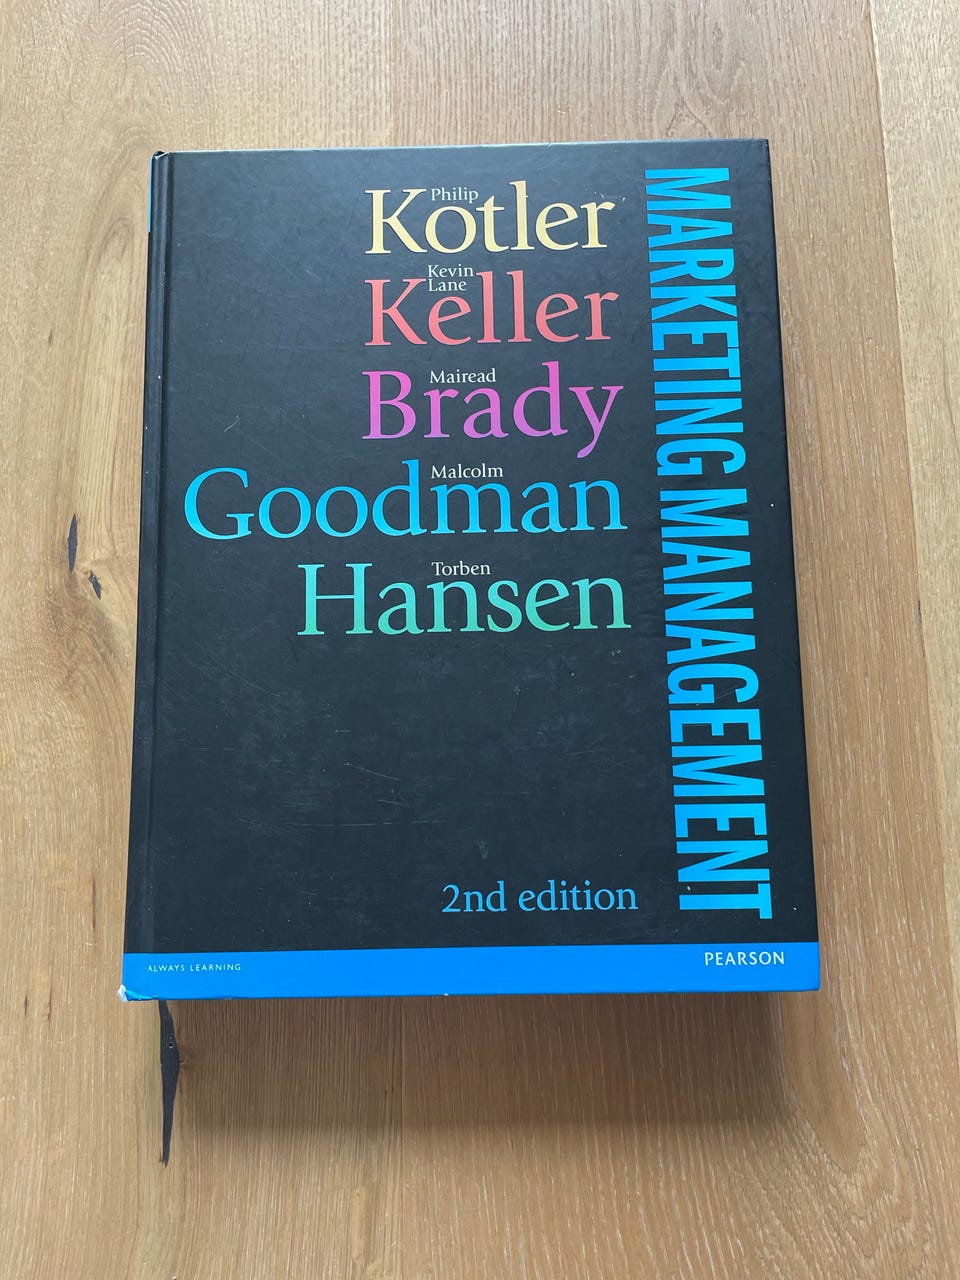 Philip
Kotler
Kevin
Lane
Keller
Mairead
Brady
Malcolm
Goodman
Torben
Hansen
MARKETING MANAGEMENT
2nd edition
ALWAYS LEARNING
PEARSON